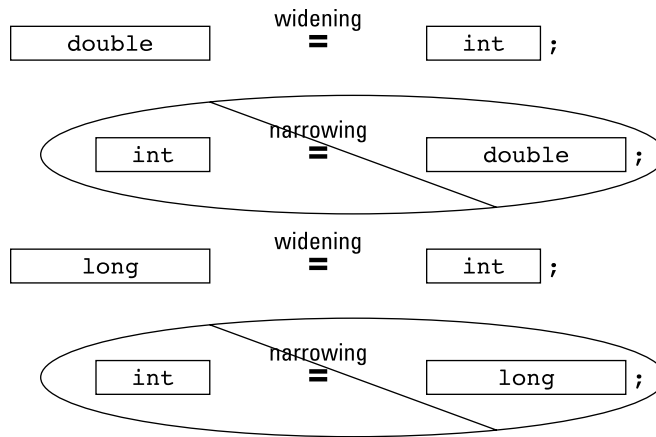 widening
double = int ;
narrowing
int = double ;
widening
long = int ;
narrowing
int = long ;